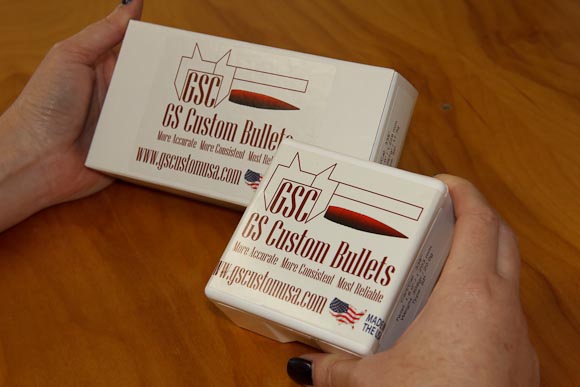 GSC
GS Custom Bullets
More Accurate More Consistent Most Reliable
www.gscustomusa.com
GSC
GS Custom Bullets
More Accurate More Consistent Most Reliable
www.gscustomusa.com
MADE
THE U